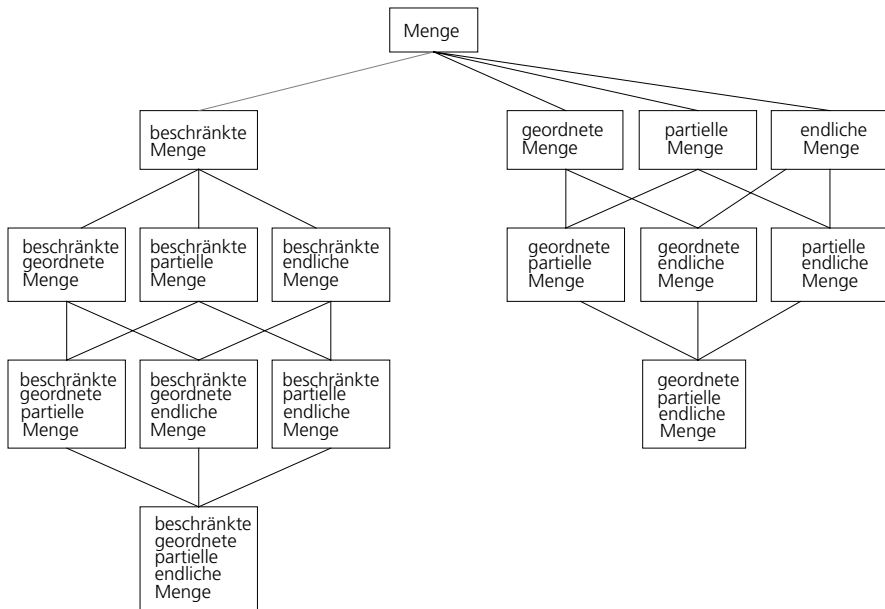 Menge
beschränkte
Menge
geordnete
Menge
partielle
Menge
endliche
Menge
beschränkte
geordnete
Menge
beschränkte
partielle
Menge
beschränkte
endliche
Menge
geordnete
partielle
Menge
geordnete
endliche
Menge
partielle
endliche
Menge
beschränkte
geordnete
partielle
Menge
beschränkte
geordnete
endliche
Menge
beschränkte
partielle
endliche
Menge
geordnete
partielle
endliche
Menge
beschränkte
geordnete
partielle
endliche
Menge